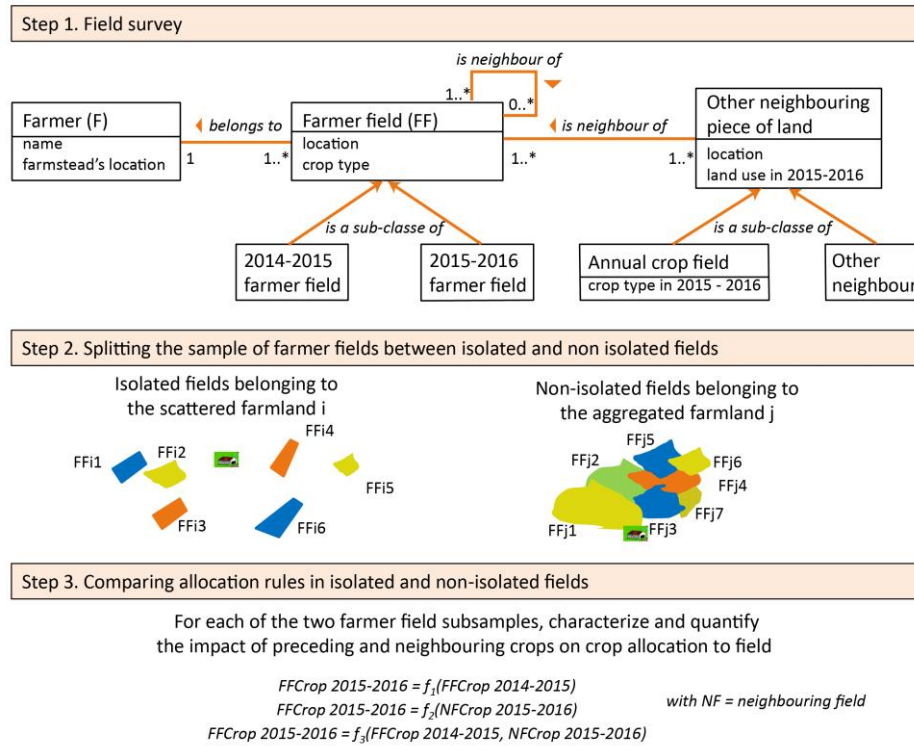 Step 1. Field survey
is neighbour of
1..*
0..*
Farmer (F)
name
farmstead's location
belongs to
1
1..*
Farmer field (FF)
location
crop type
is neighbour of
1..*
1..*
Other neighbouring
piece of land
location
land use in 2015-2016
is a sub-classe of
is a sub-classe of
2014-2015
farmer field
2015-2016
farmer field
Annual crop field
crop type in 2015 - 2016
Other
neighbour
Step 2. Splitting the sample of farmer fields between isolated and non isolated fields
Isolated fields belonging to
the scattered farmland i
Non-isolated fields belonging to
the aggregated farmland j
FFi1
FFi2
FFi3
FFi4
FFi5
FFi6
FFj5
FFj2
FFj6
FFj4
FFj7
FFj1
FFj3
Step 3. Comparing allocation rules in isolated and non-isolated fields
For each of the two farmer field subsamples, characterize and quantify
the impact of preceding and neighbouring crops on crop allocation to field
FFCrop 2015-2016 = f1(FFCrop 2014-2015)
FFCrop 2015-2016 = f2(NFCrop 2015-2016)
with NF = neighbouring field
FFCrop 2015-2016 = f3(FFCrop 2014-2015, NFCrop 2015-2016)